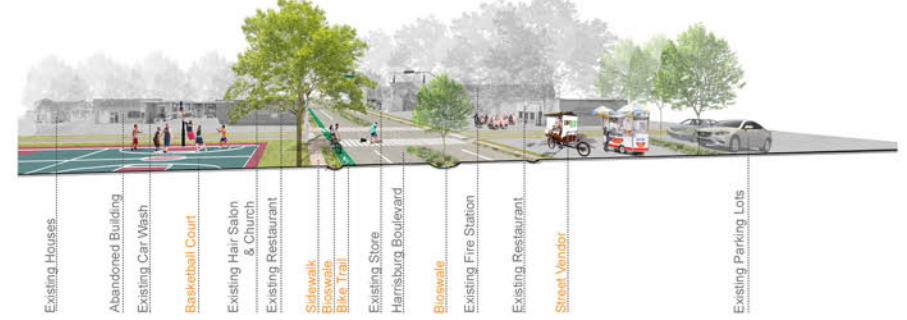 Existing Houses
Abandoned Building
Existing Car Wash
Basketball Court
Existing Hair Salon
& Church
Existing Restaurant
Sidewalk
Bioswale
Bike Trail
Existing Store
Harrisburg Boulevard
Bioswale
Existing Fire Station
Existing Restaurant
Street Vendor
Existing Parking Lots